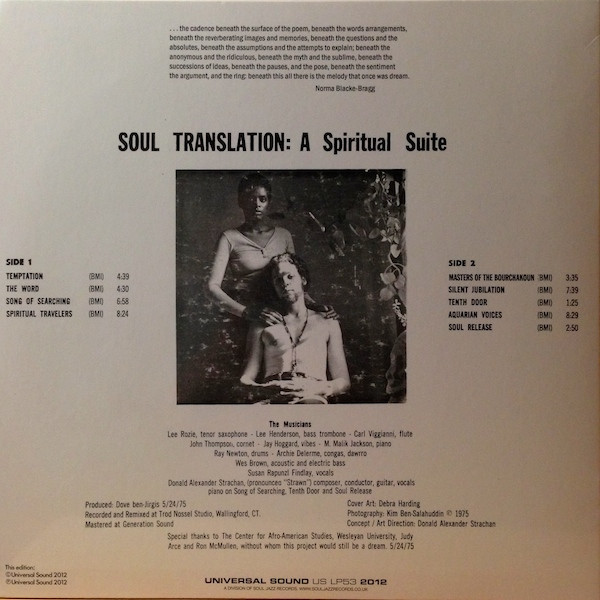 . . . the cadence beneath the surface of the poem, beneath the words arrangements,
beneath the reverberating images and memories, beneath the questions and the
absolutes, beneath the assumptions and the attempts to explain; beneath the
anonymous and the ridiculous, beneath the myth and the sublime, beneath the
successions of ideas, beneath the pauses, and the pose, beneath the sentiment
the argument, and the ring: beneath this all there is the melody that once was dream.
Norma Blacke-Bragg
SOUL TRANSLATION: A Spiritual Suite
SIDE 1
TEMPTATION (BMI) 4:39
THE WORD (BMI) 4:30
SONG OF SEARCHING (BMI) 6:58
SPIRITUAL TRAVELERS (BMI) 8:24
SIDE 2
MASTERS OF THE BOURCHAKOUN (BMI) 3:35
SILENT JUBILATION (BMI) 7:39
TENTH DOOR (BMI) 1:25
AQUARIAN VOICES (BMI) 8:29
SOUL RELEASE (BMI) 2:50
The Musicians
Lee Rozie, tenor saxophone - Lee Henderson, bass trombone - Carl Viggianni, flute
John Thompson, cornet - Jay Hoggard, vibes - M. Malik Jackson, piano
Ray Newton, drums - Archie Delerme, congas, dawrro
Wes Brown, acoustic and electric bass
Susan Rapunzl Findlay, vocals
Donald Alexander Strachan, (pronounced "Strawn") composer, conductor, guitar, vocals
piano on Song of Searching, Tenth Door and Soul Release
Produced: Dove ben-Jirgis 5/24/75
Recorded and Remixed at Trod Nossel Studio, Wallingford, CT.
Mastered at Generation Sound
Cover Art: Debra Harding
Photography: Kim Ben-Salahuddin © 1975
Concept / Art Direction: Donald Alexander Strachan
Special thanks to The Center for Afro-American Studies, Wesleyan University, Judy
Arce and Ron McMullen, without whom this project would still be a dream. 5/24/75
This edition:
℗Universal Sound 2012
©Universal Sound 2012
UNIVERSAL SOUND US LP53 2012
A DIVISION OF SOUL JAZZ RECORDS. WWW.SOULJAZZRECORDS.CO.UK